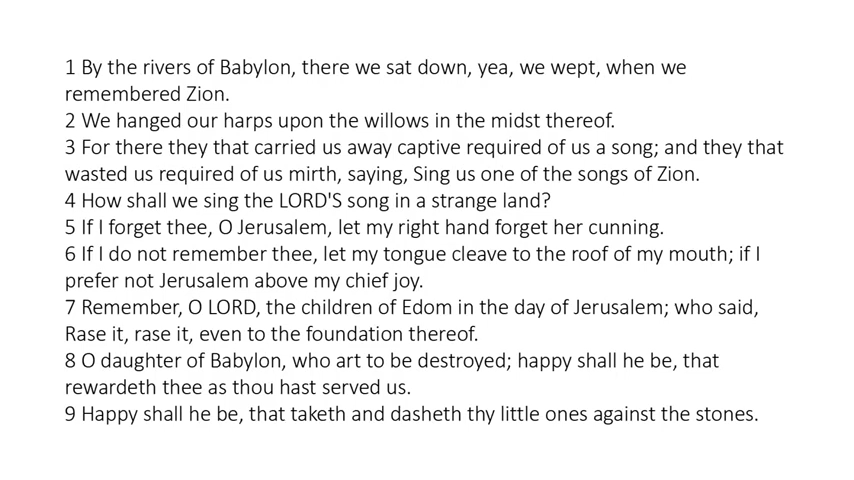 1 By the rivers of Babylon, there we sat down, yea, we wept, when we
remembered Zion.
2 We hanged our harps upon the willows in the midst thereof.
3 For there they that carried us away captive required of us a song; and they that
wasted us required of us mirth, saying, Sing us one of the songs of Zion.
4 How shall we sing the LORD'S song in a strange land?
5 If I forget thee, O Jerusalem, let my right hand forget her cunning.
6 If I do not remember thee, let my tongue cleave to the roof of my mouth; if I
prefer not Jerusalem above my chief joy.
7 Remember, O LORD, the children of Edom in the day of Jerusalem; who said,
Rase it, rase it, even to the foundation thereof.
8 O daughter of Babylon, who art to be destroyed; happy shall he be, that
rewardeth thee as thou hast served us.
9 Happy shall he be, that taketh and dasheth thy little ones against the stones.